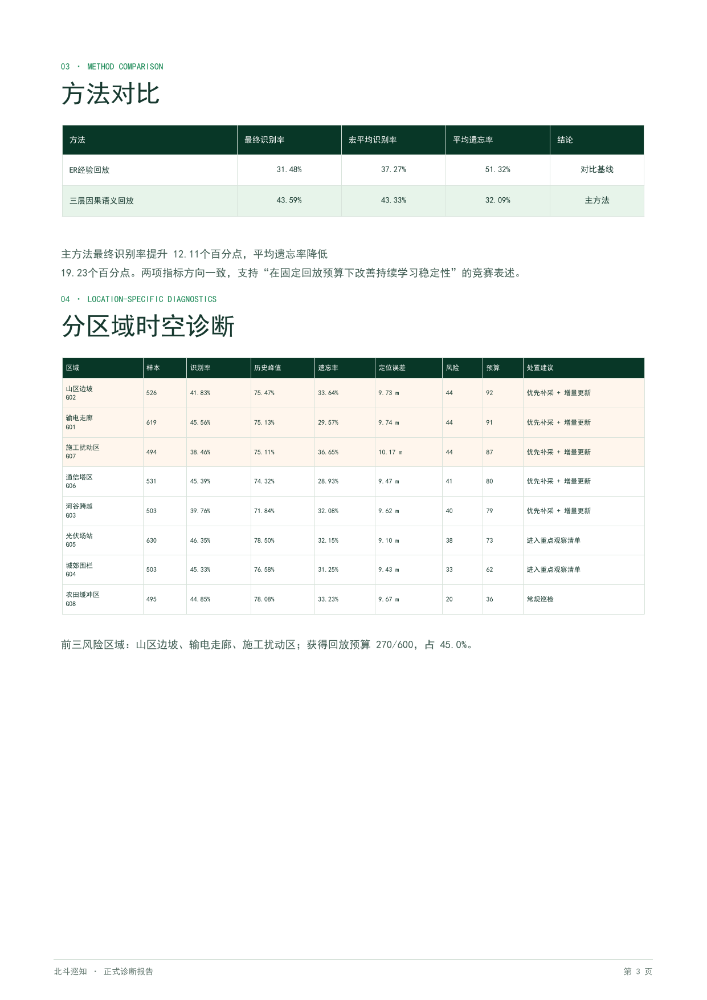 03 · METHOD COMPARISON
方法对比
方法 最终识别率 宏平均识别率 平均遗忘率 结论
ER经验回放 31.48% 37.27% 51.32% 对比基线
三层因果语义回放 43.59% 43.33% 32.09% 主方法
主方法最终识别率提升 12.11个百分点，平均遗忘率降低
19.23个百分点。两项指标方向一致，支持“在固定回放预算下改善持续学习稳定性”的竞赛表述。
04 · LOCATION-SPECIFIC DIAGNOSTICS
分区域时空诊断
区域 样本 识别率 历史峰值 遗忘率 定位误差 风险 预算 处置建议
山区边坡
G02 526 41.83% 75.47% 33.64% 9.73 m 44 92 优先补采 + 增量更新
输电走廊
G01 619 45.56% 75.13% 29.57% 9.74 m 44 91 优先补采 + 增量更新
施工扰动区
G07 494 38.46% 75.11% 36.65% 10.17 m 44 87 优先补采 + 增量更新
通信塔区
G06 531 45.39% 74.32% 28.93% 9.47 m 41 80 优先补采 + 增量更新
河谷跨越
G03 503 39.76% 71.84% 32.08% 9.62 m 40 79 优先补采 + 增量更新
光伏场站
G05 630 46.35% 78.50% 32.15% 9.10 m 38 73 进入重点观察清单
城郊围栏
G04 503 45.33% 76.58% 31.25% 9.43 m 33 62 进入重点观察清单
农田缓冲区
G08 495 44.85% 78.08% 33.23% 9.67 m 20 36 常规巡检
前三风险区域：山区边坡、输电走廊、施工扰动区；获得回放预算 270/600，占 45.0%。
北斗巡知 · 正式诊断报告 第 3 页